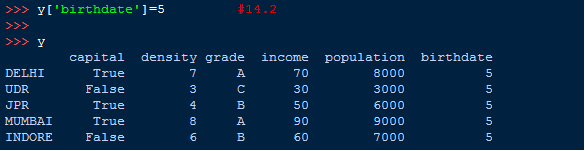 >>> y['birthdate']=5        #14.2
>>>
>>> y
        capital  density grade  income  population  birthdate
DELHI      True        7     A      70        8000          5
UDR       False        3     C      30        3000          5
JPR        True        4     B      50        6000          5
MUMBAI     True        8     A      90        9000          5
INDORE    False        6     B      60        7000          5